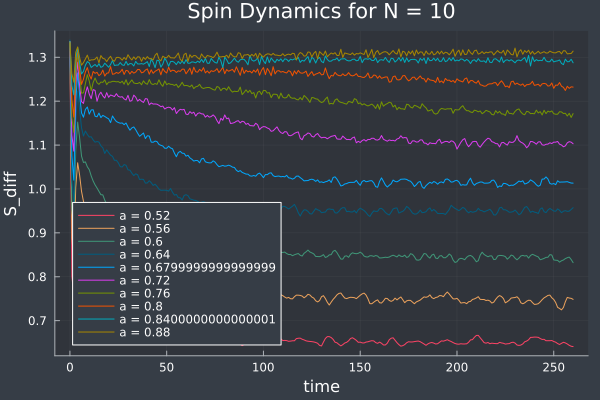 Spin Dynamics for N = 10
1.3
1.2
1.1
1.0
0.9
0.8
0.7
S_diff
a = 0.52
a = 0.56
a = 0.6
a = 0.64
a = 0.6799999999999999
a = 0.72
a = 0.76
a = 0.8
a = 0.8400000000000001
a = 0.88
0 50 100 150 200 250
time